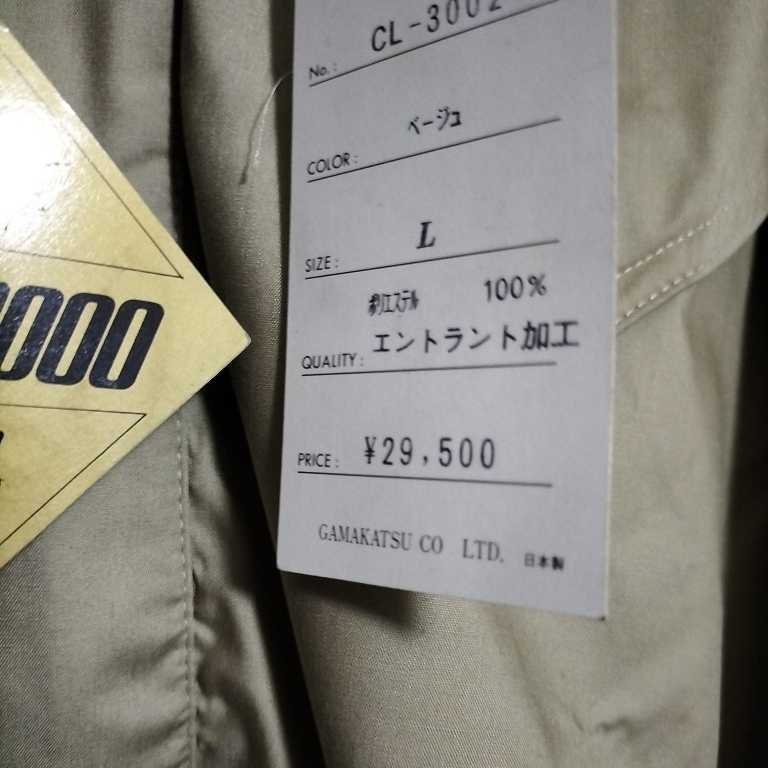 No.: CL-3002
COLOR: ベージュ
SIZE: L
ポリエステル 100%
QUALITY: エントラント加工
PRICE: ¥29,500
GAMAKATSU CO LTD. 日本製
000